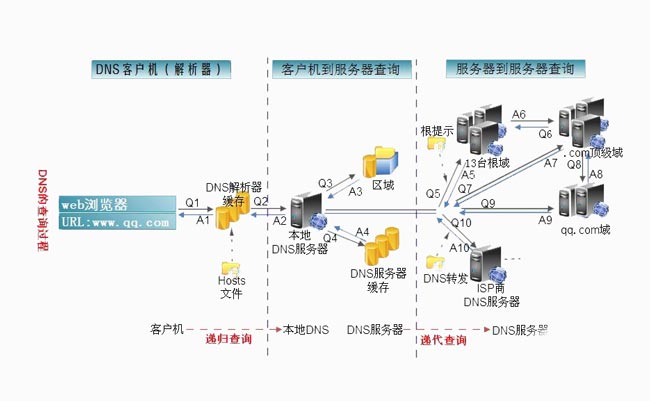 DNS客户机（解析器）
客户机到服务器查询
服务器到服务器查询
DNS的查询过程
web浏览器
URL:www.qq.com
Q1
A1
DNS解析器
缓存
Hosts
文件
Q2
A2
本地
DNS服务器
Q3
A3
区域
Q4
A4
DNS服务器
缓存
根提示
13台根域
Q5
A5
A6
Q6
.com顶级域
Q7
A7
Q8
A8
Q9
A9
qq.com域
Q10
A10
DNS转发
ISP商
DNS服务器
客户机
递归查询
本地DNS
DNS服务器
递代查询
DNS服务器